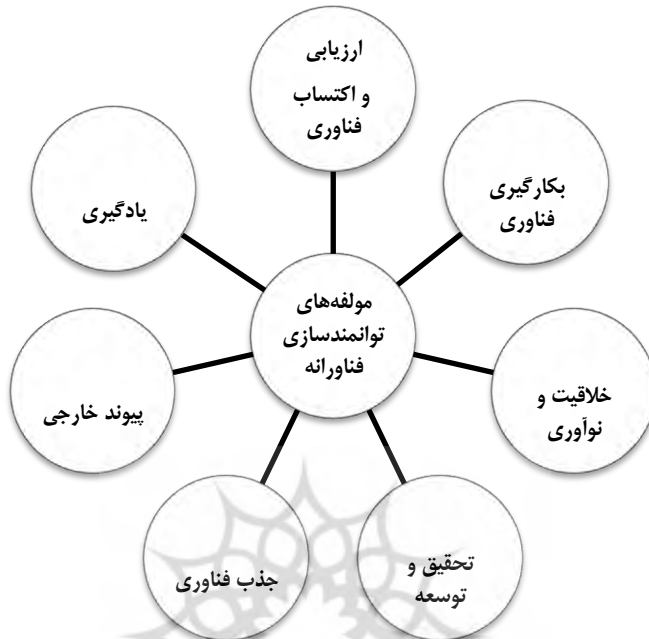 ارزیابی
و اکتساب
فناوری
بکارگیری
فناوری
یادگیری
مولفه‌های
توانمندسازی
فناورانه
خلاقیت و
نوآوری
پیوند خارجی
تحقیق و
توسعه
جذب فناوری